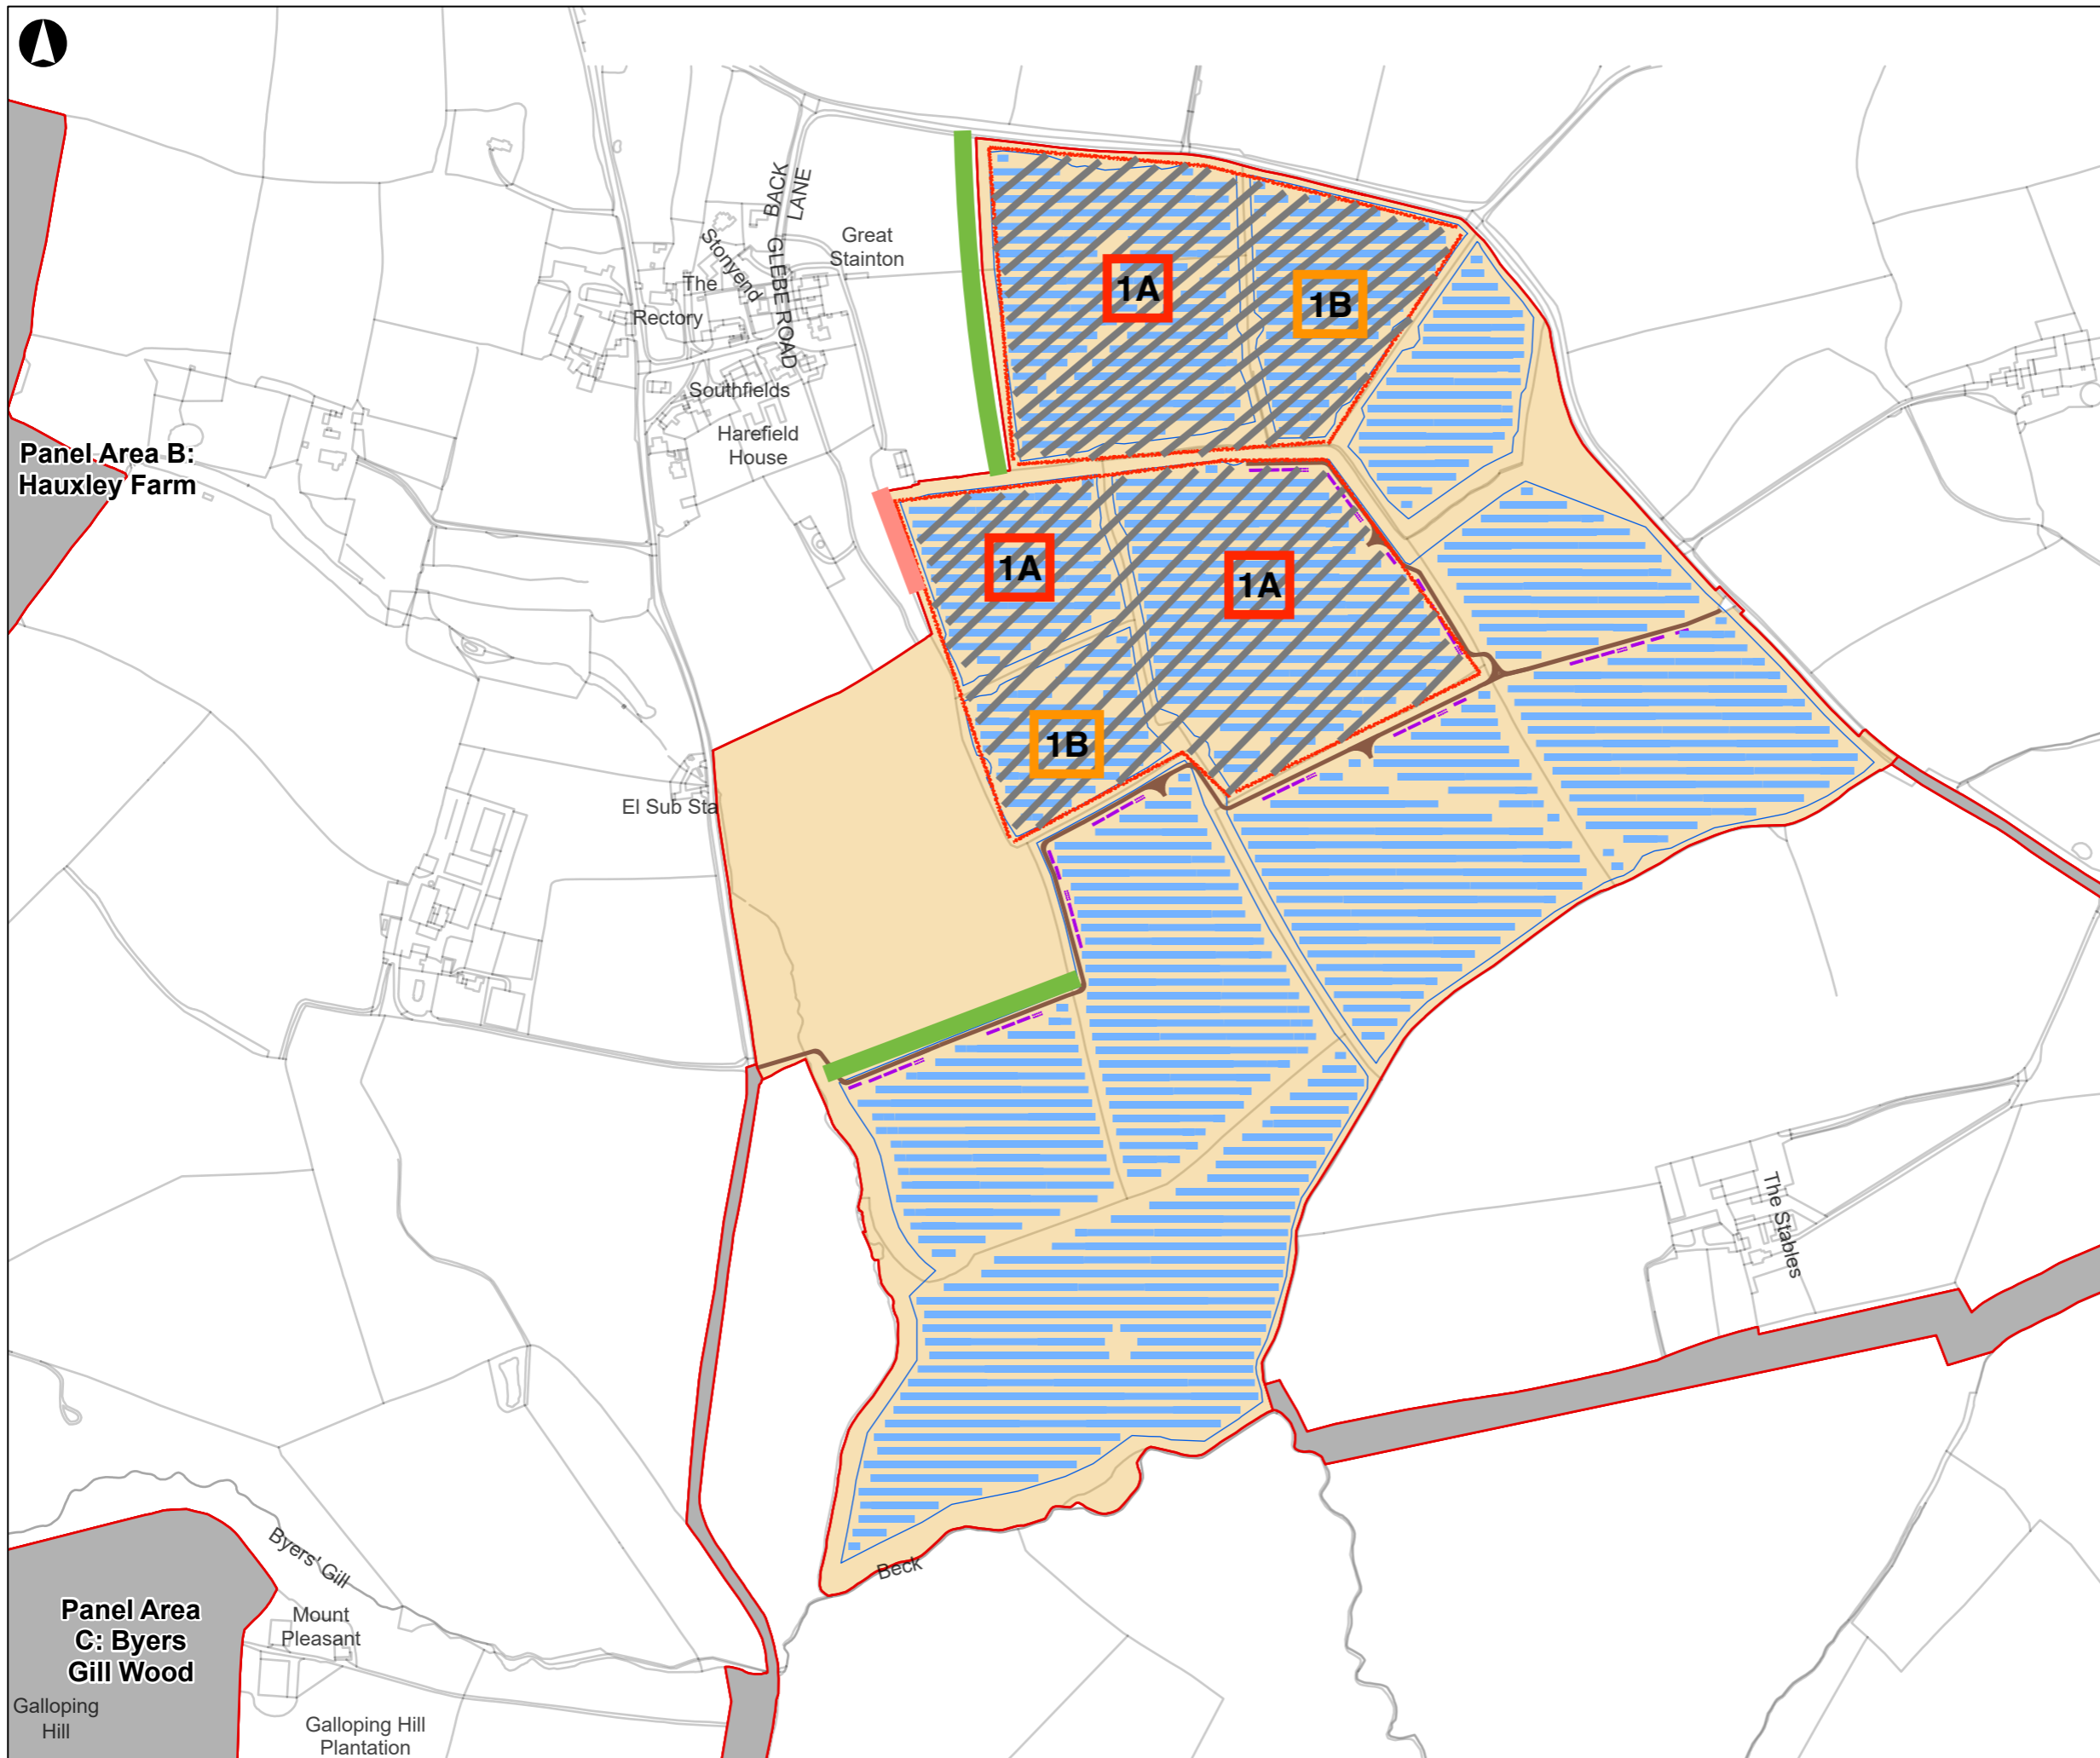 BACK
LANE
Great
Stainton
Stonyend
GLEBE ROAD
The
Rectory
1A
1B
Southfields
Harefield
House
Panel Area B:
Hauxley Farm
1A
1A
1B
El Sub Sta
The Stables
Byers' Gill
Beck
Panel Area
C: Byers
Gill Wood
Mount
Pleasant
Galloping
Hill
Galloping Hill
Plantation